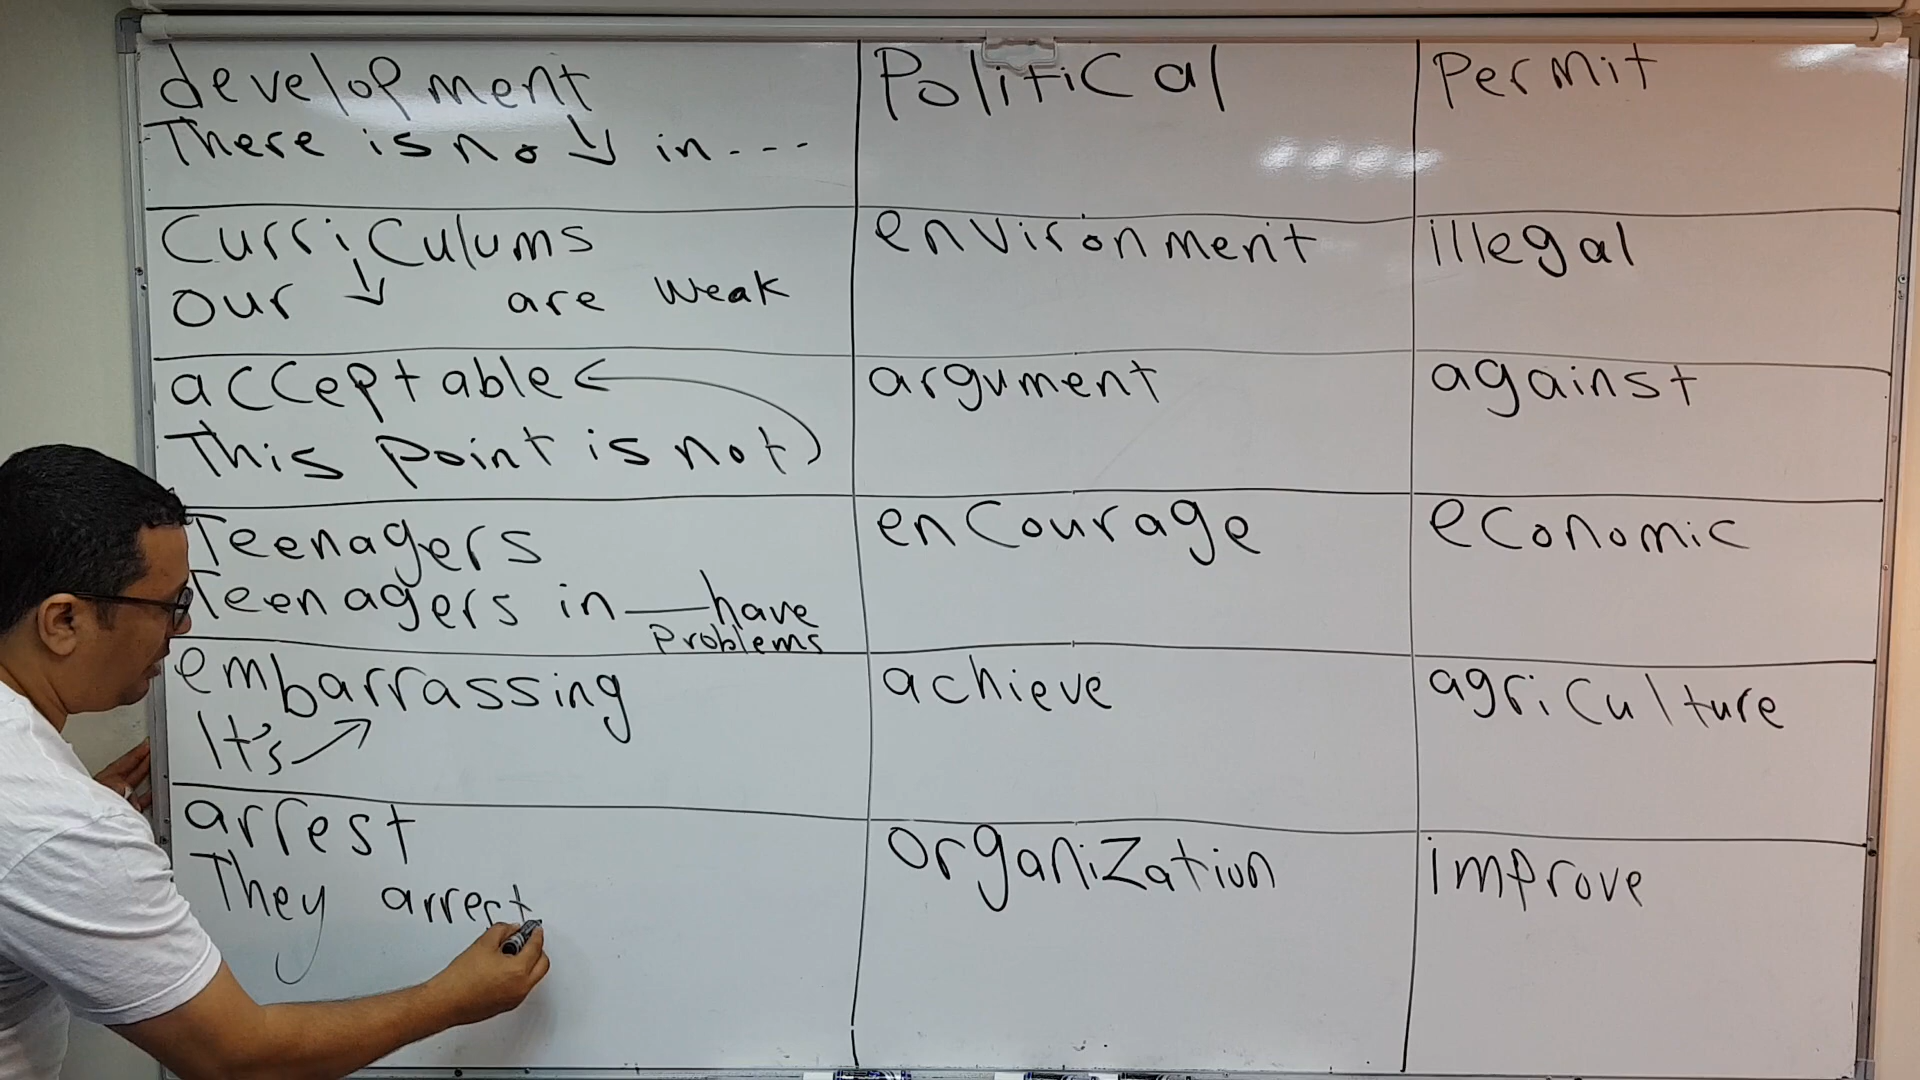 development
There is no ↓ in ---
Curriculums
our ↓ are weak
acceptable ←
This point is not
Teenagers
Teenagers in ___ have
Problems
embarrassing
It's ↗
arrest
They arrest
Political
environment
argument
encourage
achieve
organization
Permit
illegal
against
economic
agriculture
improve